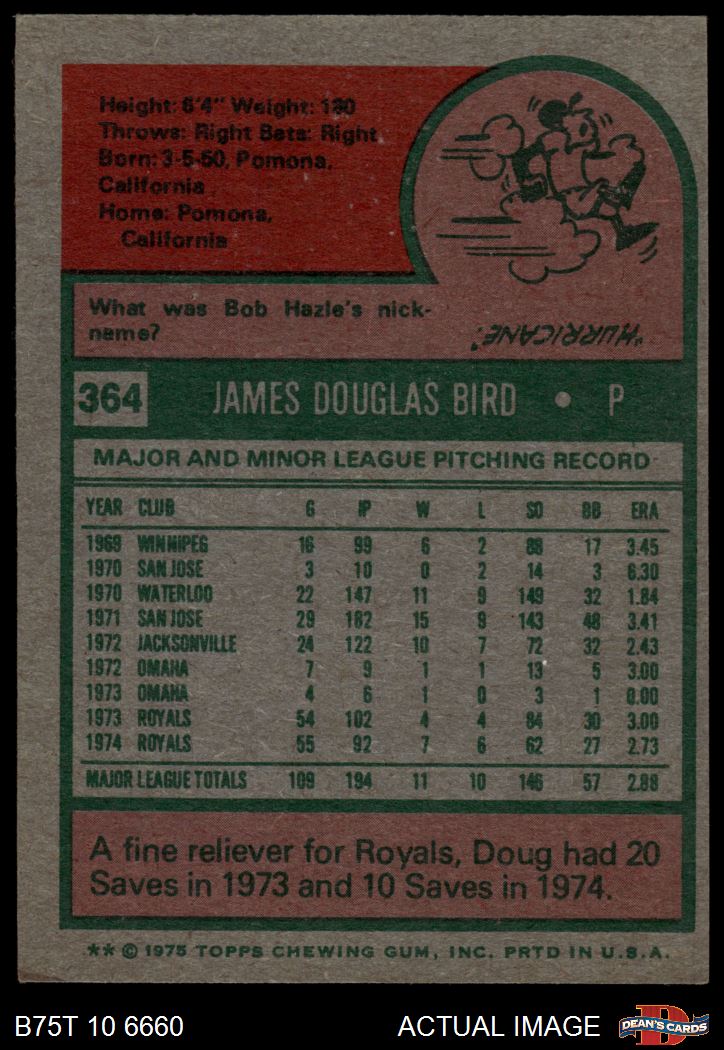 Height: 6'4" Weight: 180
Throws: Right Bats: Right
Born: 3-5-50, Pomona,
California
Home: Pomona,
California
What was Bob Hazle's nick-
name?
"HURRICANE."
364 JAMES DOUGLAS BIRD • P
MAJOR AND MINOR LEAGUE PITCHING RECORD
YEAR CLUB G IP W L SO BB ERA
1969 WINNIPEG 16 99 6 2 88 17 3.45
1970 SAN JOSE 3 10 0 2 14 3 6.30
1970 WATERLOO 22 147 11 9 149 32 1.84
1971 SAN JOSE 29 182 15 9 143 48 3.41
1972 JACKSONVILLE 24 122 10 7 72 32 2.43
1972 OMAHA 7 9 1 1 13 5 3.00
1973 OMAHA 4 6 1 0 3 1 0.00
1973 ROYALS 54 102 4 4 84 30 3.00
1974 ROYALS 55 92 7 6 62 27 2.73
MAJOR LEAGUE TOTALS 109 194 11 10 146 57 2.88
A fine reliever for Royals, Doug had 20
Saves in 1973 and 10 Saves in 1974.
** © 1975 TOPPS CHEWING GUM, INC. PRTD IN U.S.A.
B75T 10 6660 ACTUAL IMAGE D DEAN'S CARDS